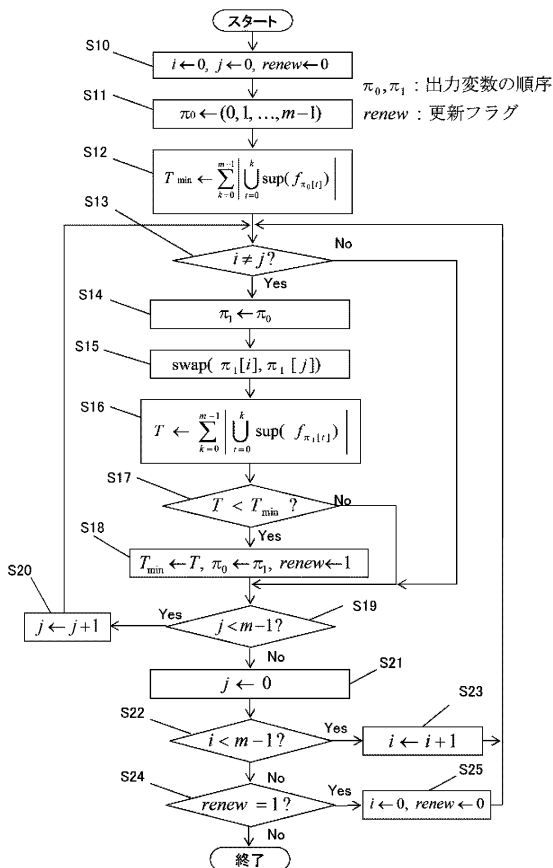 スタート
S10
i←0, j←0, renew←0
π0,π1 : 出力変数の順序
renew : 更新フラグ
S11
π0←(0, 1, …, m−1)
S12
T min ← ∑_{k=0}^{m−1} | ⋃_{t=0}^{k} sup( f_{π0[t]} ) |
S13
i ≠ j ?
No
Yes
S14
π1 ← π0
S15
swap( π1[i], π1 [ j])
S16
T ← ∑_{k=0}^{m−1} | ⋃_{t=0}^{k} sup( f_{π1[t]} ) |
S17
T < Tmin ?
No
Yes
S18
Tmin ← T, π0 ← π1, renew←1
S20
j ← j+1
Yes
j < m−1?
S19
No
S21
j ← 0
S22
i < m−1?
Yes
S23
i ← i+1
No
S24
renew = 1?
Yes
S25
i←0, renew←0
No
終了